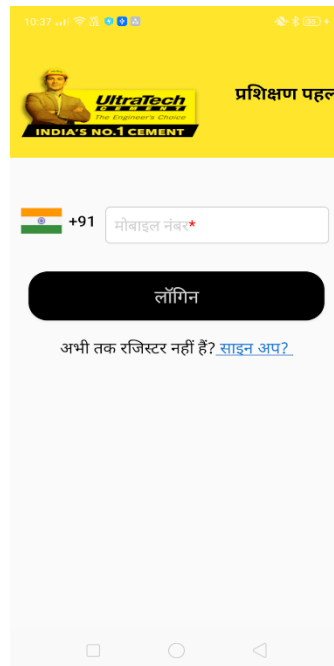 10:37
UltraTech
CEMENT
The Engineer's Choice
INDIA'S NO.1 CEMENT
प्रशिक्षण पहल
+91
मोबाइल नंबर*
लॉगिन
अभी तक रजिस्टर नहीं हैं? साइन अप?